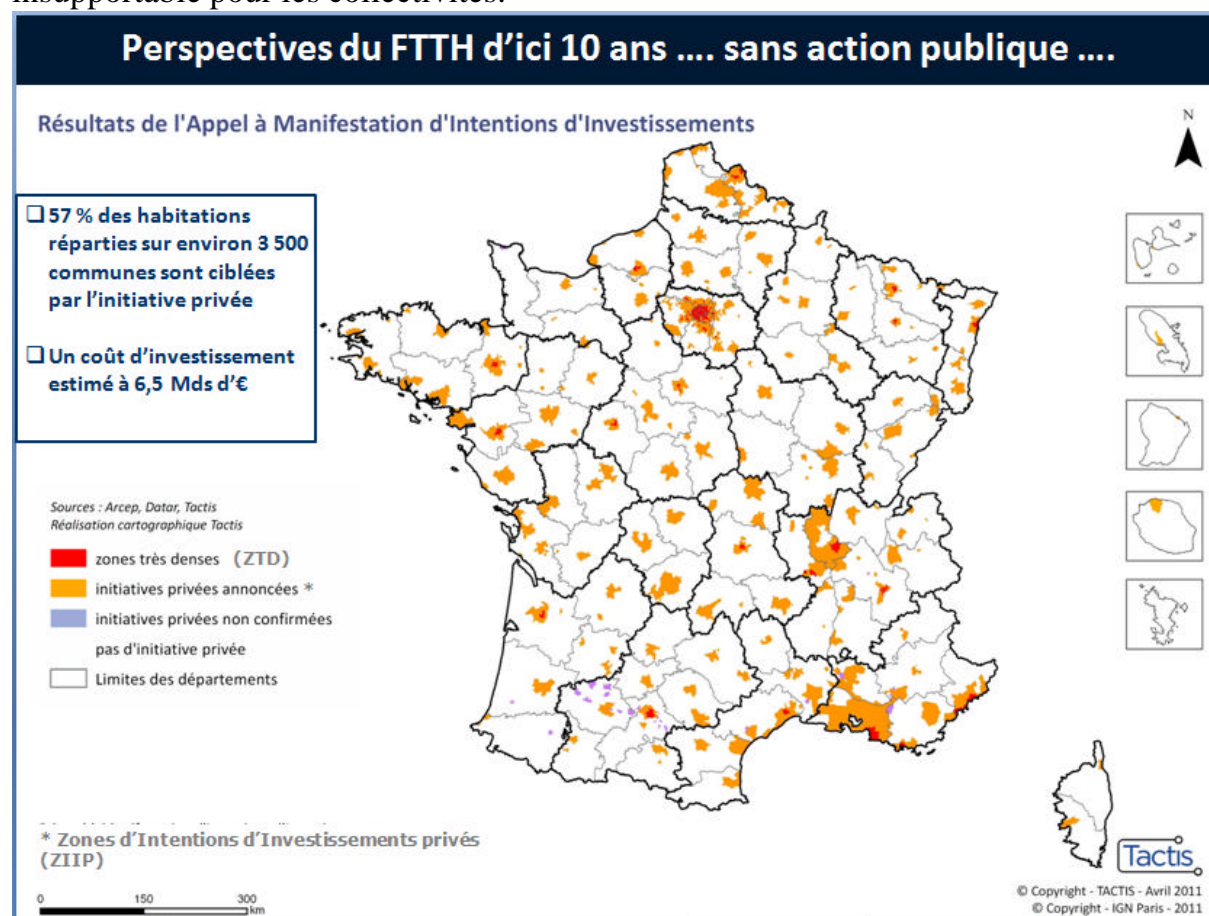 insupportable pour les collectivités.
Perspectives du FTTH d'ici 10 ans .... sans action publique ....
Résultats de l'Appel à Manifestation d'Intentions d'Investissements
N
❑ 57 % des habitations
réparties sur environ 3 500
communes sont ciblées
par l'initiative privée
❑ Un coût d'investissement
estimé à 6,5 Mds d'€
Sources : Arcep, Datar, Tactis
Réalisation cartographique Tactis
zones très denses (ZTD)
initiatives privées annoncées *
initiatives privées non confirmées
pas d'initiative privée
Limites des départements
* Zones d'Intentions d'Investissements privés
(ZIIP)
0 150 300
km
Tactis
© Copyright - TACTIS - Avril 2011
© Copyright - IGN Paris - 2011